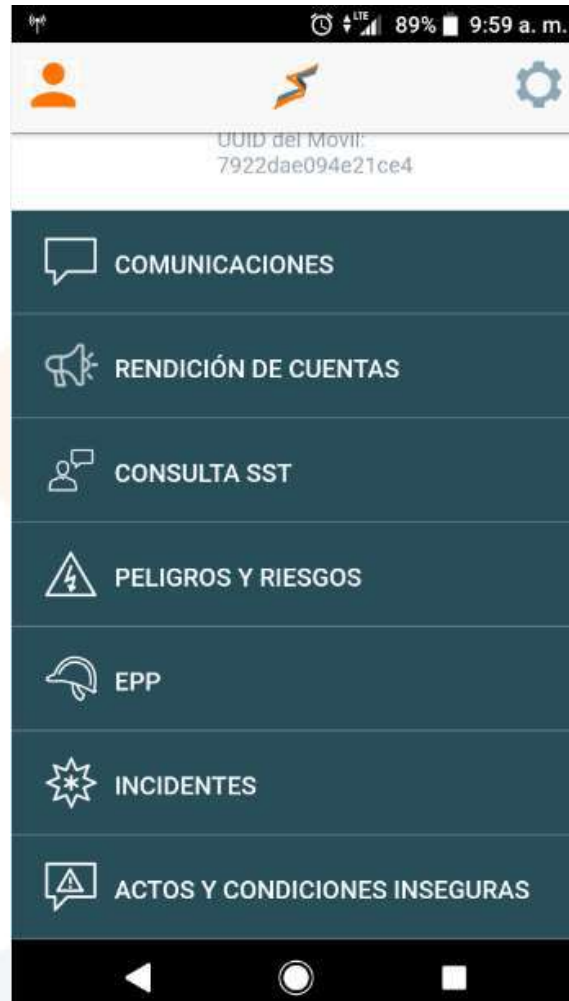 LTE 89% 9:59 a. m.
UUID del Movil:
7922dae094e21ce4
COMUNICACIONES
RENDICIÓN DE CUENTAS
CONSULTA SST
PELIGROS Y RIESGOS
EPP
INCIDENTES
ACTOS Y CONDICIONES INSEGURAS